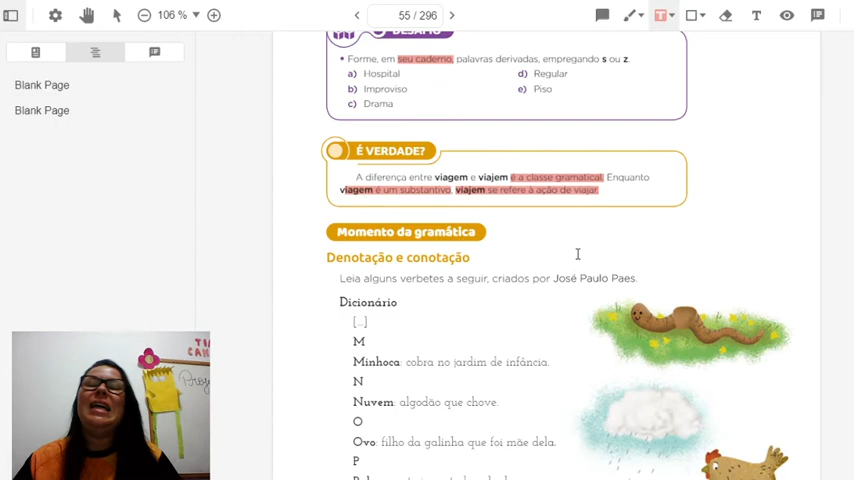 106 %
55 / 296
Blank Page
Blank Page
DESAFIO
• Forme, em seu caderno, palavras derivadas, empregando s ou z.
a) Hospital
d) Regular
b) Improviso
e) Piso
c) Drama
É VERDADE?
A diferença entre viagem e viajem é a classe gramatical. Enquanto
viagem é um substantivo, viajem se refere à ação de viajar.
Momento da gramática
Denotação e conotação
Leia alguns verbetes a seguir, criados por José Paulo Paes.
Dicionário
[...]
M
Minhoca: cobra no jardim de infância.
N
Nuvem: algodão que chove.
O
Ovo: filho da galinha que foi mãe dela.
P